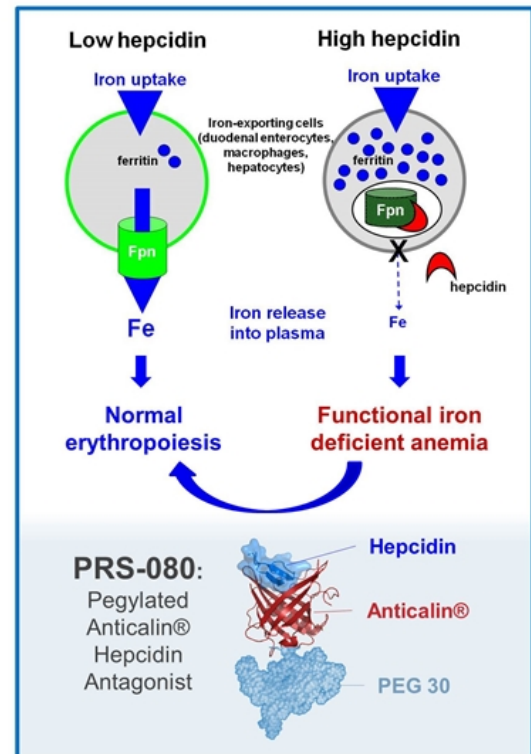 Low hepcidin
High hepcidin
Iron uptake
Iron uptake
Iron-exporting cells
(duodenal enterocytes,
macrophages,
hepatocytes)
ferritin
ferritin
Fpn
Fpn
X
hepcidin
Fe
Iron release
into plasma
Fe
Normal
erythropoiesis
Functional iron
deficient anemia
PRS-080:
Pegylated
Anticalin®
Hepcidin
Antagonist
Hepcidin
Anticalin®
PEG 30